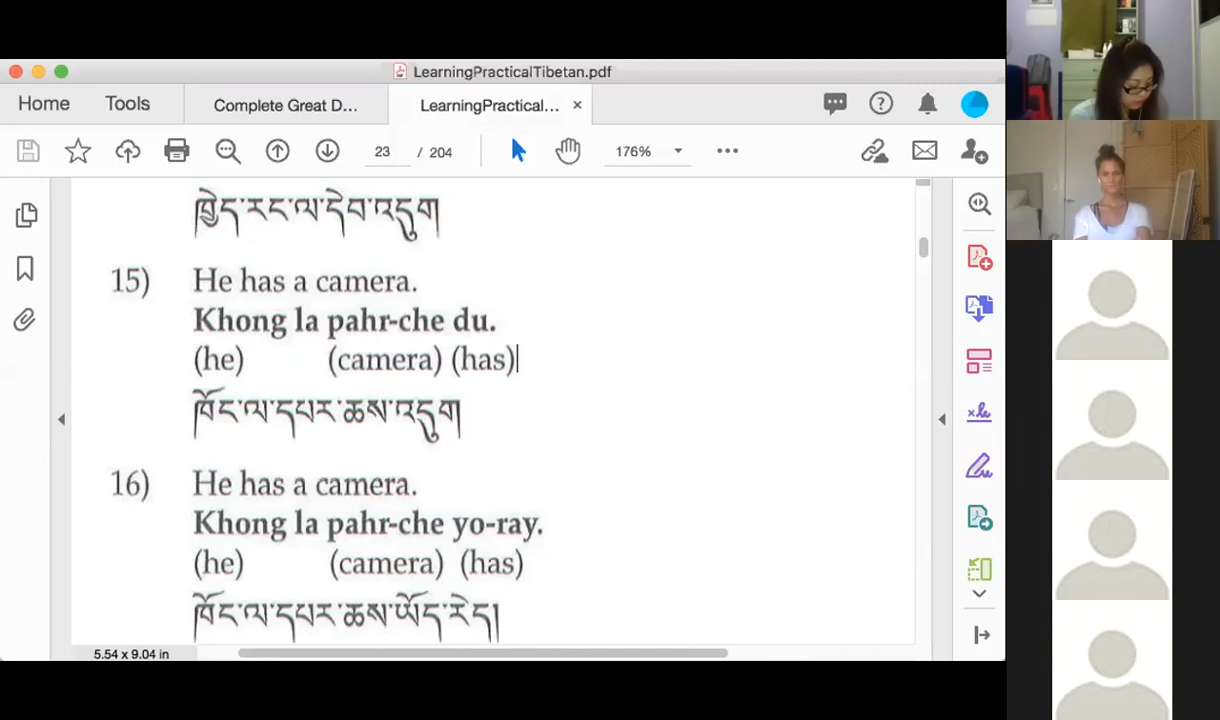 LearningPracticalTibetan.pdf
Home Tools Complete Great D... LearningPractical... ×
23 / 204 176%
ཁྱེད་རང་ལ་དེབ་འདུག
15) He has a camera.
Khong la pahr-che du.
(he) (camera) (has)
ཁོང་ལ་དཔར་ཆས་འདུག
16) He has a camera.
Khong la pahr-che yo-ray.
(he) (camera) (has)
ཁོང་ལ་དཔར་ཆས་ཡོད་རེད།
5.54 x 9.04 in